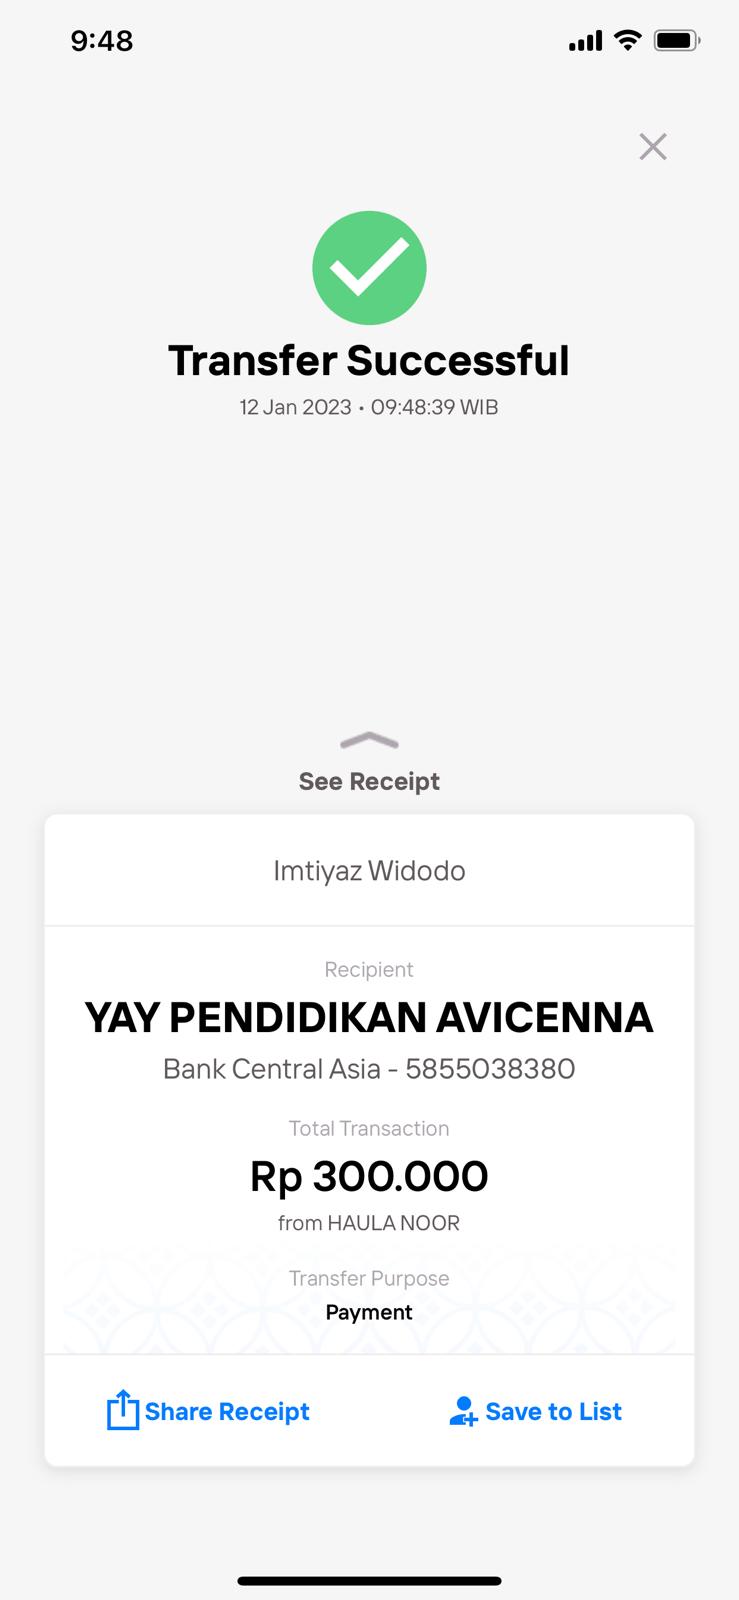 9:48
Transfer Successful
12 Jan 2023 • 09:48:39 WIB
See Receipt
Imtiyaz Widodo
Recipient
YAY PENDIDIKAN AVICENNA
Bank Central Asia - 5855038380
Total Transaction
Rp 300.000
from HAULA NOOR
Transfer Purpose
Payment
Share Receipt
Save to List